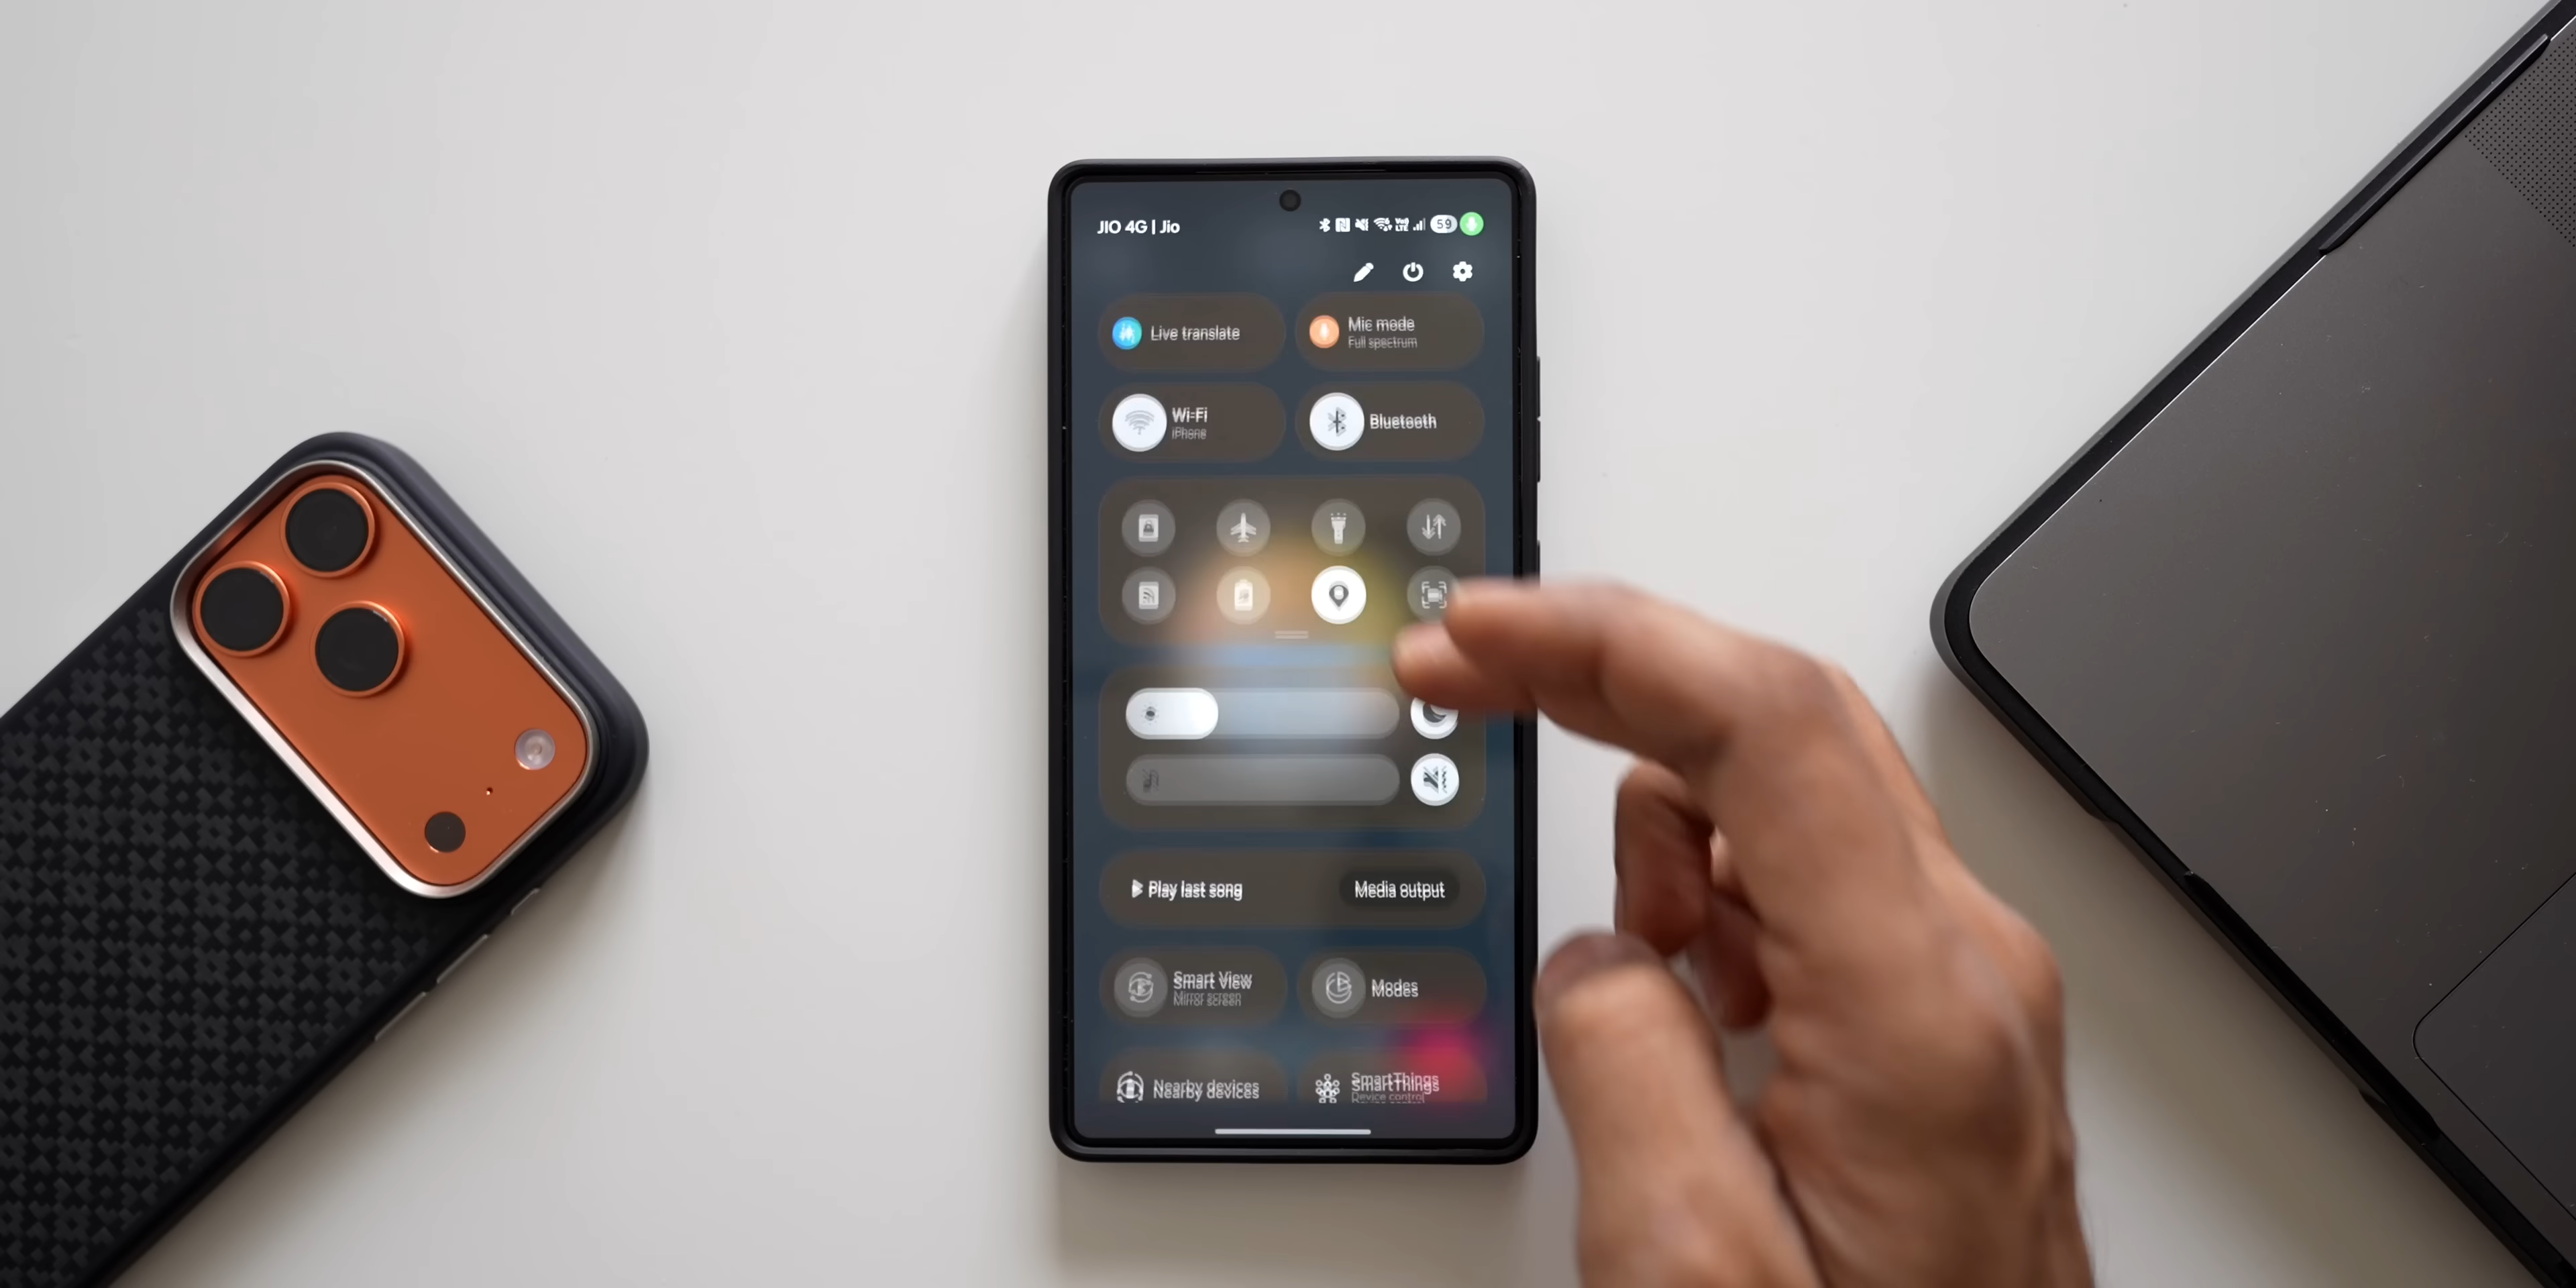 JIO 4G | Jio
59
Live translate
Mic mode
Full spectrum
Wi-Fi
iPhone
Bluetooth
Play last song
Media output
Smart View
Mirror screen
Modes
Nearby devices
SmartThings
Device control